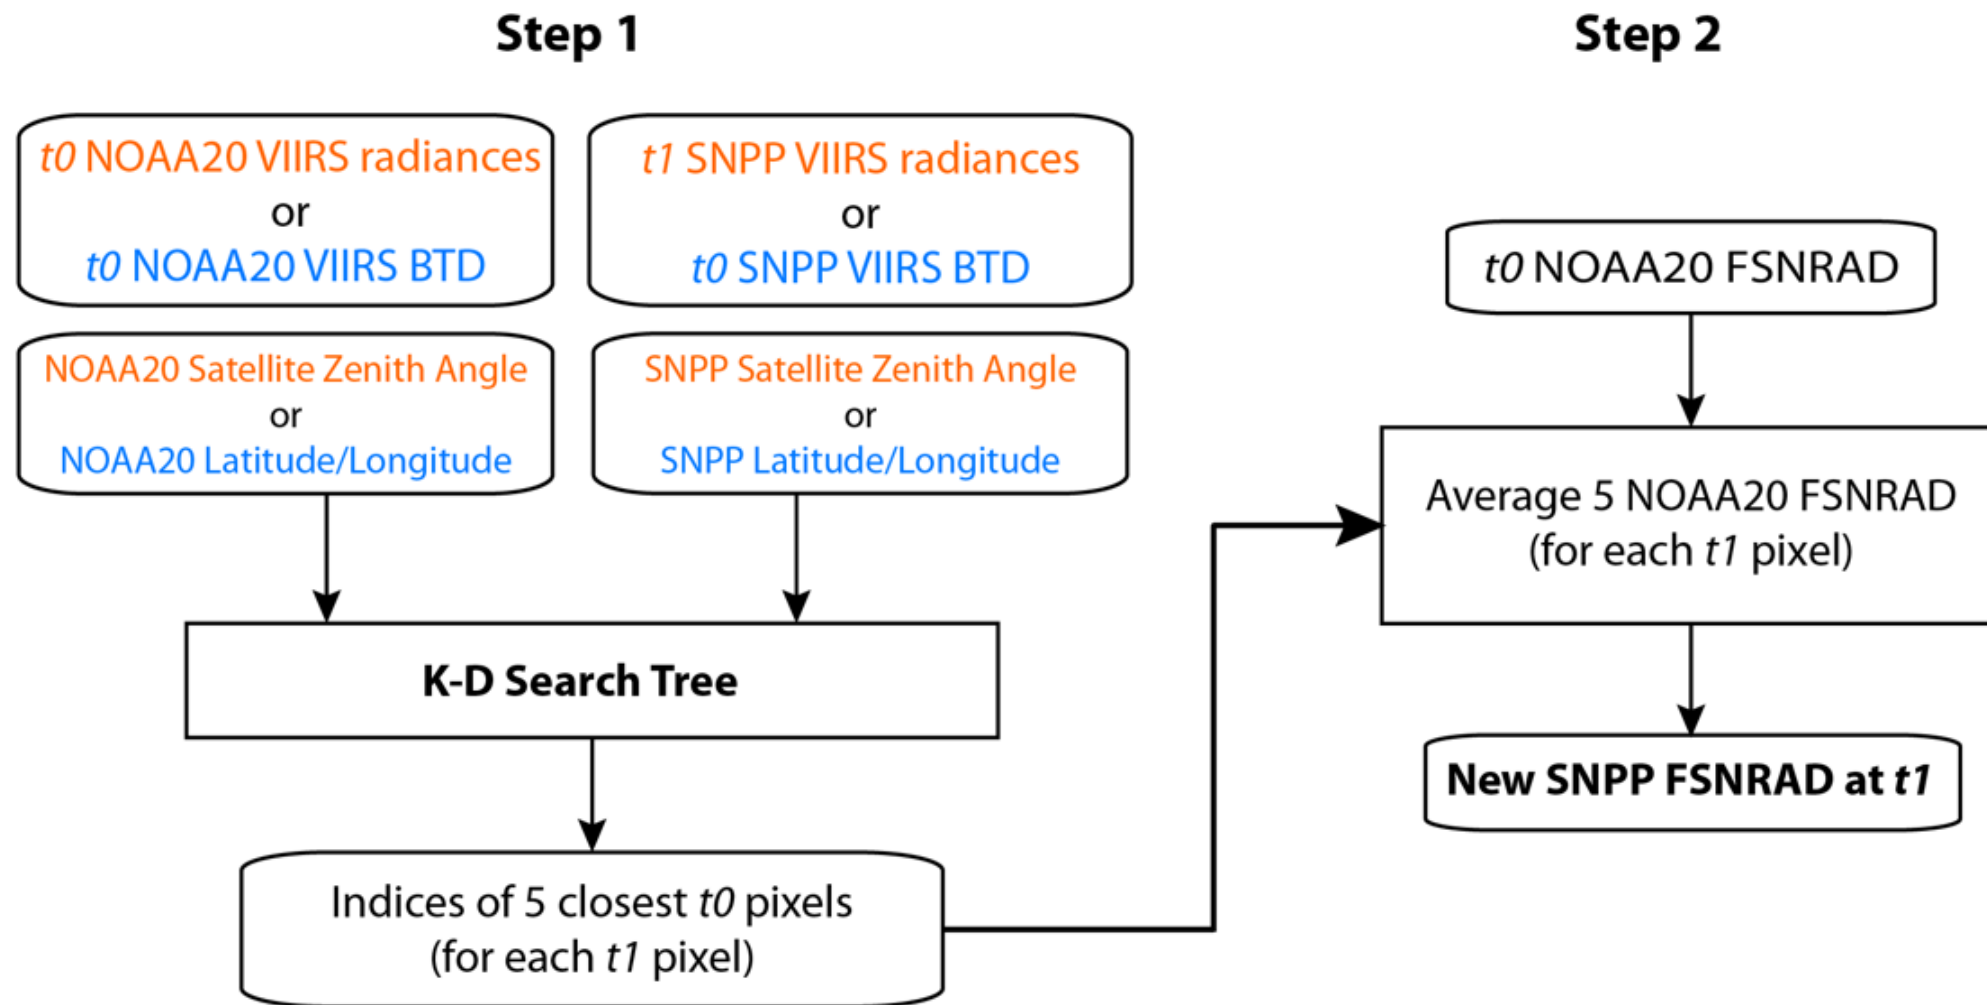 Step 1
t0 NOAA20 VIIRS radiances
or
t0 NOAA20 VIIRS BTD
t1 SNPP VIIRS radiances
or
t0 SNPP VIIRS BTD
NOAA20 Satellite Zenith Angle
or
NOAA20 Latitude/Longitude
SNPP Satellite Zenith Angle
or
SNPP Latitude/Longitude
K-D Search Tree
Indices of 5 closest t0 pixels
(for each t1 pixel)
Step 2
t0 NOAA20 FSNRAD
Average 5 NOAA20 FSNRAD
(for each t1 pixel)
New SNPP FSNRAD at t1